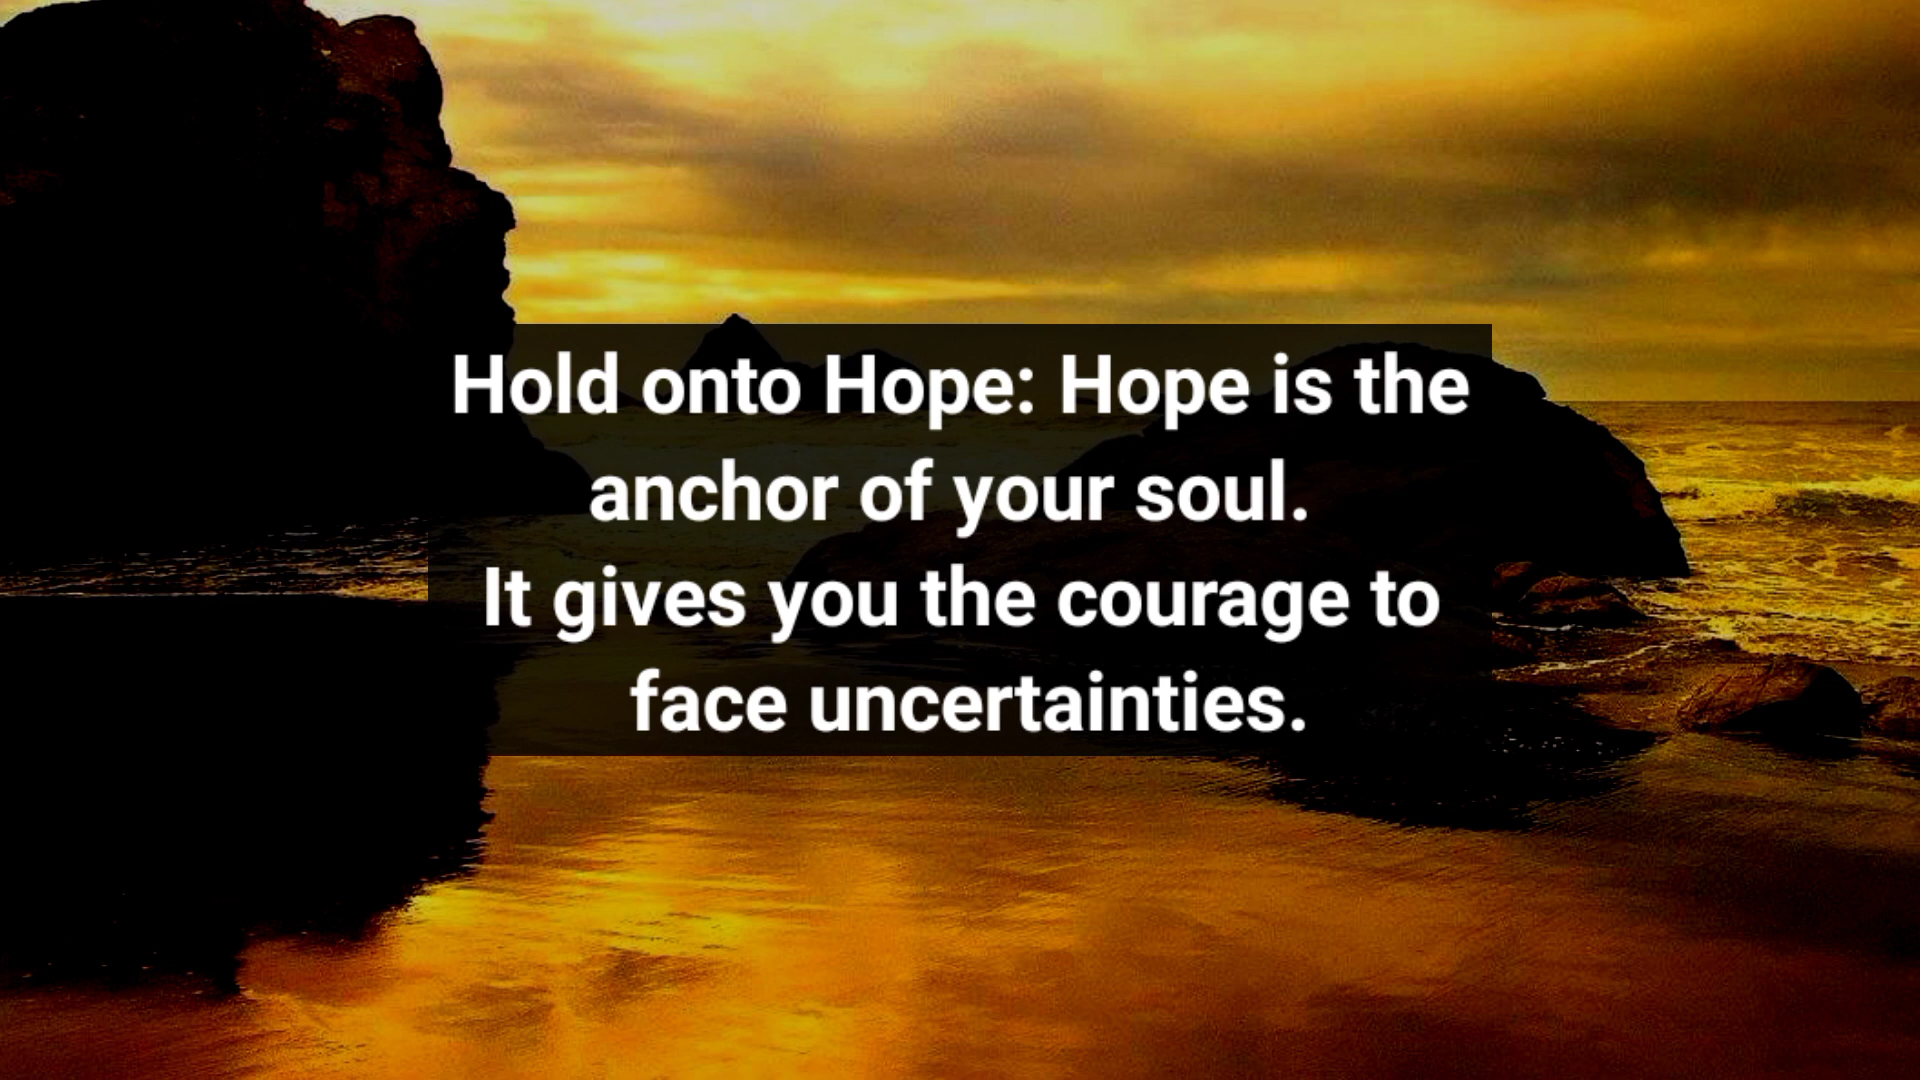 Hold onto Hope: Hope is the
anchor of your soul.
It gives you the courage to
face uncertainties.